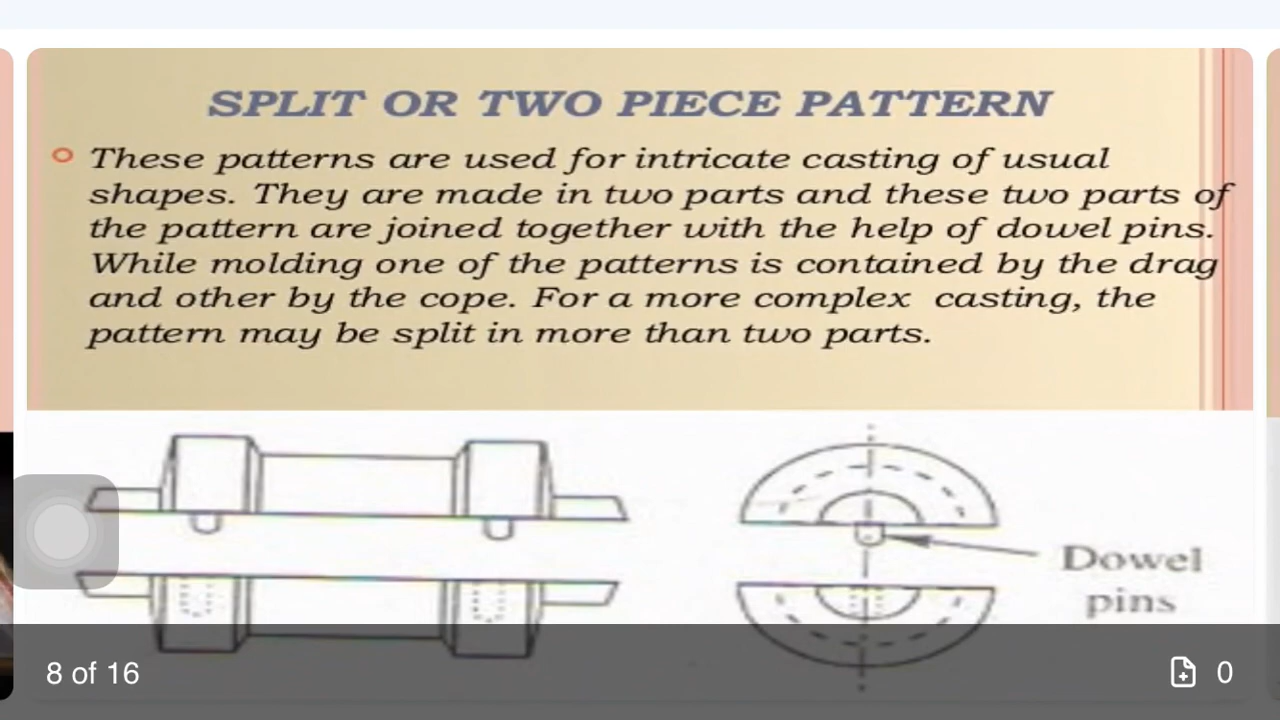 SPLIT OR TWO PIECE PATTERN
These patterns are used for intricate casting of usual
shapes. They are made in two parts and these two parts of
the pattern are joined together with the help of dowel pins.
While molding one of the patterns is contained by the drag
and other by the cope. For a more complex casting, the
pattern may be split in more than two parts.
Dowel
pins
8 of 16
0